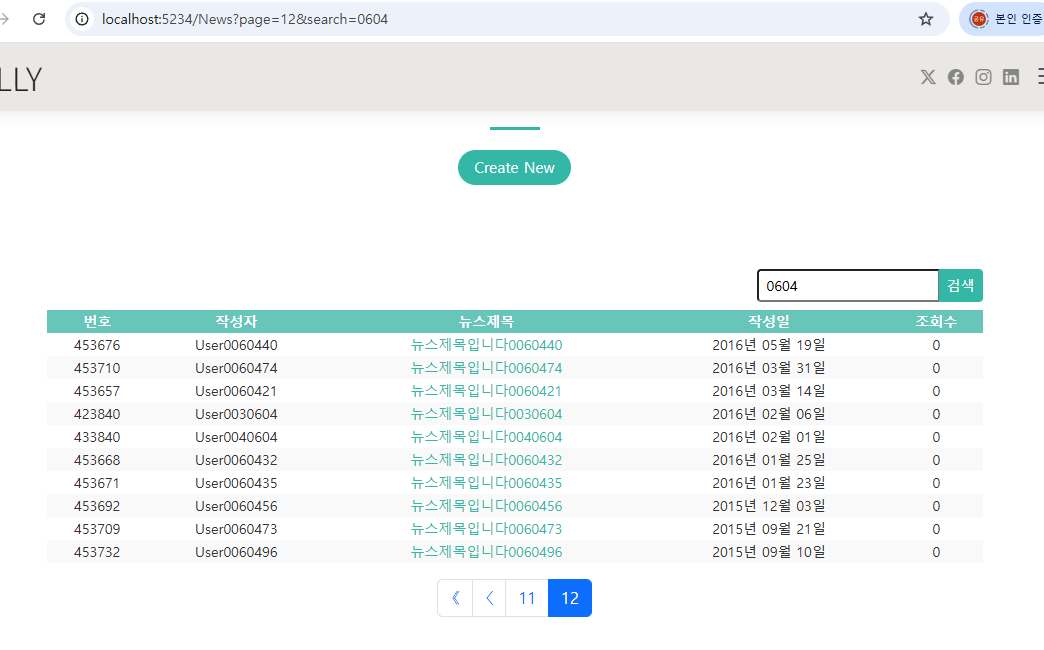 localhost:5234/News?page=12&search=0604
본인 인증
LLY
Create New
0604 검색
번호 작성자 뉴스제목 작성일 조회수
453676 User0060440 뉴스제목입니다0060440 2016년 05월 19일 0
453710 User0060474 뉴스제목입니다0060474 2016년 03월 31일 0
453657 User0060421 뉴스제목입니다0060421 2016년 03월 14일 0
423840 User0030604 뉴스제목입니다0030604 2016년 02월 06일 0
433840 User0040604 뉴스제목입니다0040604 2016년 02월 01일 0
453668 User0060432 뉴스제목입니다0060432 2016년 01월 25일 0
453671 User0060435 뉴스제목입니다0060435 2016년 01월 23일 0
453692 User0060456 뉴스제목입니다0060456 2015년 12월 03일 0
453709 User0060473 뉴스제목입니다0060473 2015년 09월 21일 0
453732 User0060496 뉴스제목입니다0060496 2015년 09월 10일 0
《 〈 11 12